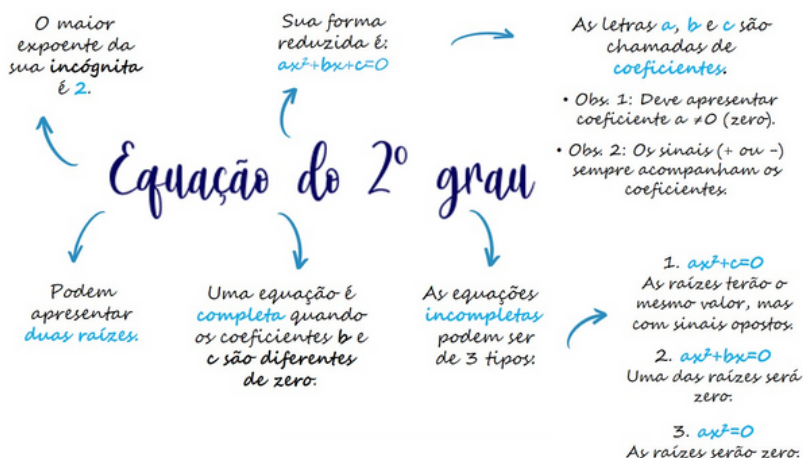 O maior
expoente da
sua incógnita
é 2.
Sua forma
reduzida é:
ax²+bx+c=0
As letras a, b e c são
chamadas de
coeficientes.
• Obs. 1: Deve apresentar
coeficiente a ≠0 (zero).
• Obs. 2: Os sinais (+ ou -)
sempre acompanham os
coeficientes.
Equação do 2º grau
Podem
apresentar
duas raízes.
Uma equação é
completa quando
os coeficientes b e
c são diferentes
de zero.
As equações
incompletas
podem ser
de 3 tipos:
1. ax²+c=0
As raízes terão o
mesmo valor, mas
com sinais opostos.
2. ax²+bx=0
Uma das raízes será
zero.
3. ax²=0
As raízes serão zero.